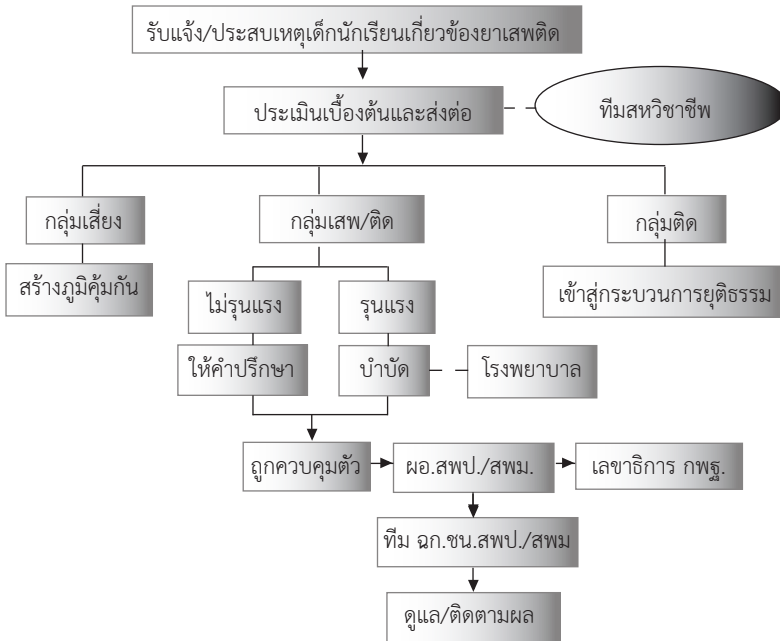 รับแจ้ง/ประสบเหตุเด็กนักเรียนเกี่ยวข้องยาเสพติด
ประเมินเบื้องต้นและส่งต่อ
ทีมสหวิชาชีพ
กลุ่มเสี่ยง
กลุ่มเสพ/ติด
กลุ่มติด
สร้างภูมิคุ้มกัน
ไม่รุนแรง
รุนแรง
เข้าสู่กระบวนการยุติธรรม
ให้คำปรึกษา
บำบัด
โรงพยาบาล
ถูกควบคุมตัว
ผอ.สพป./สพม.
เลขาธิการ กพฐ.
ทีม ฉก.ชน.สพป./สพม
ดูแล/ติดตามผล